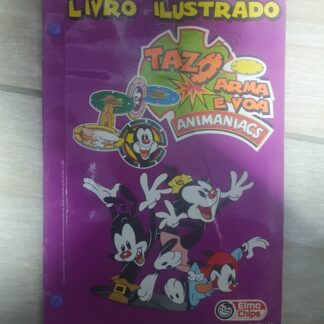 LIVRO ILUSTRADO
TAZO
ARMA
E VOA
ANIMANIACS
Elma
Chips